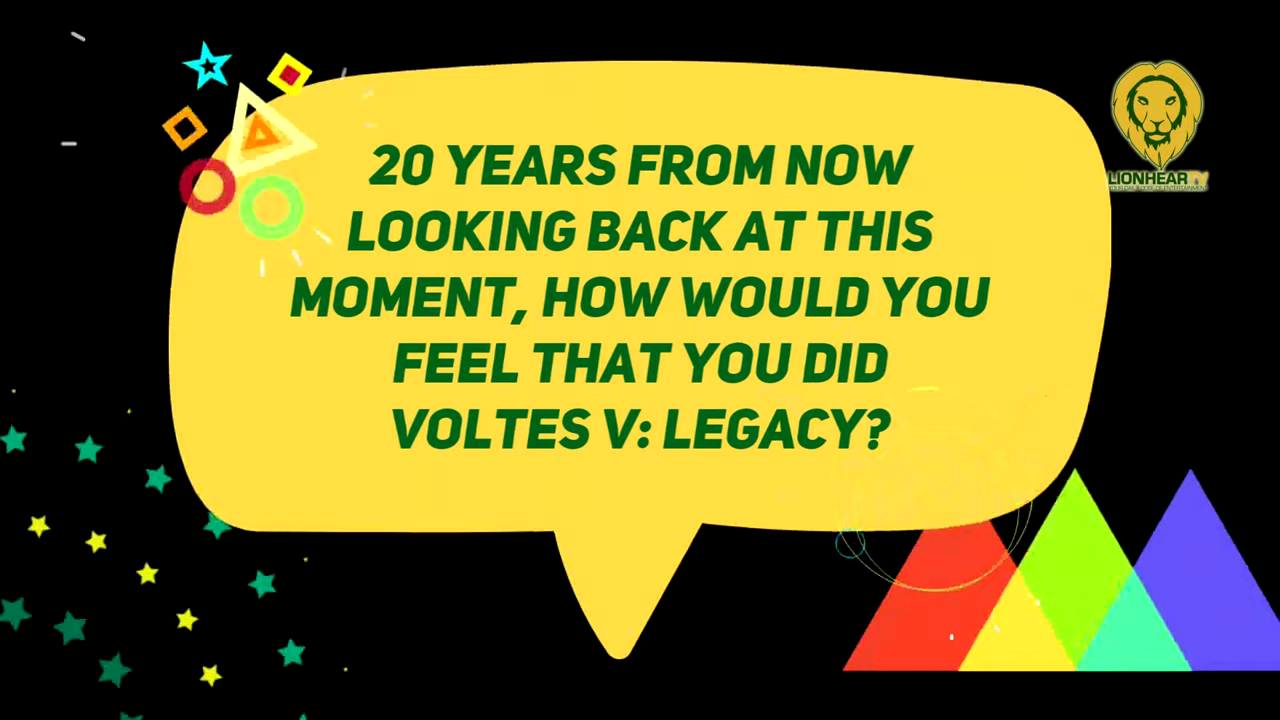 20 YEARS FROM NOW
LOOKING BACK AT THIS
MOMENT, HOW WOULD YOU
FEEL THAT YOU DID
VOLTES V: LEGACY?
LIONHEARTV